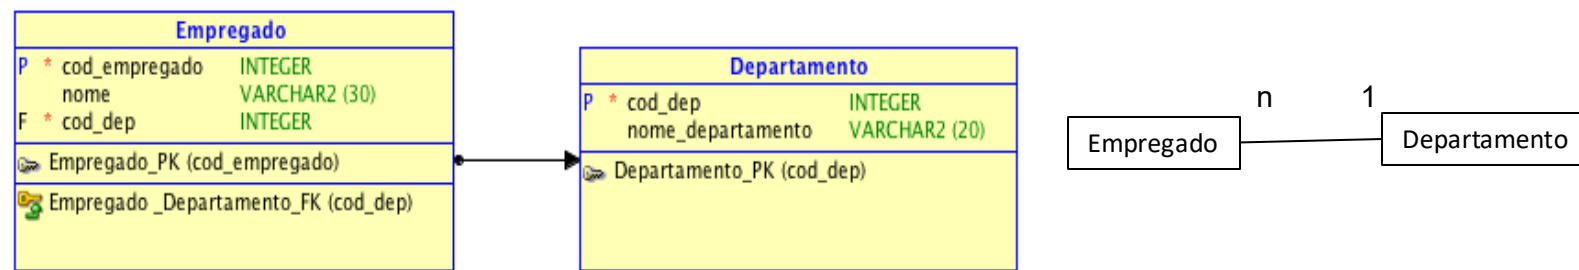 Empregado
P * cod_empregado INTEGER
nome VARCHAR2 (30)
F * cod_dep INTEGER
Empregado_PK (cod_empregado)
Empregado _Departamento_FK (cod_dep)
Departamento
P * cod_dep INTEGER
nome_departamento VARCHAR2 (20)
Departamento_PK (cod_dep)
n 1
Empregado Departamento